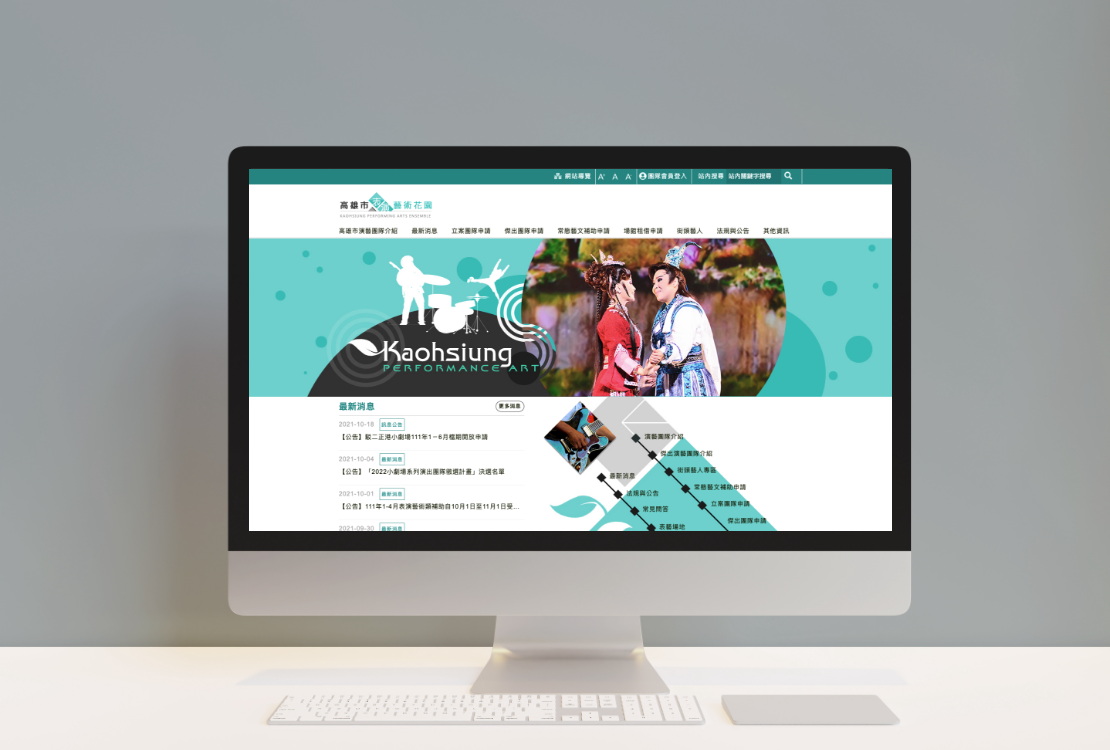 網站導覽 A+ A A- 團隊會員登入 站內搜尋 站內關鍵字搜尋
高雄市表演藝術花園
KAOHSIUNG PERFORMING ARTS ENSEMBLE
高雄市演藝團隊介紹 最新消息 立案團隊申請 傑出團隊申請 常態藝文補助申請 場館租借申請 街頭藝人 法規與公告 其他資訊
Kaohsiung
PERFORMANCE ART
最新消息 更多消息
2021-10-18 訊息公告
【公告】駁二正港小劇場111年1－6月檔期開放申請
2021-10-04 最新消息
【公告】「2022小劇場系列演出團隊徵選計畫」決選名單
2021-10-01 最新消息
【公告】111年1-4月表演藝術類補助自10月1日至11月1日受...
2021-09-30 最新消息
演藝團隊介紹
傑出演藝團隊介紹
街頭藝人專區
常態藝文補助申請
立案團隊申請
傑出團隊申請
最新消息
法規與公告
常見問答
表藝場地